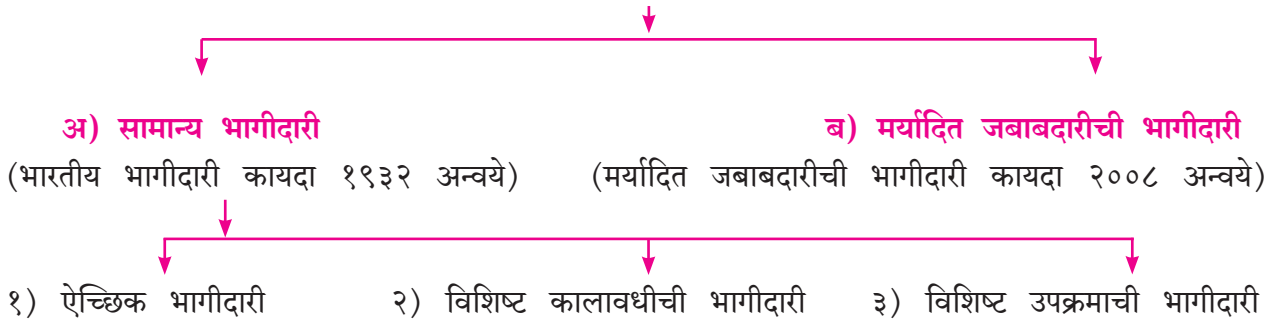 अ) सामान्य भागीदारी ब) मर्यादित जबाबदारीची भागीदारी
(भारतीय भागीदारी कायदा १९३२ अन्वये) (मर्यादित जबाबदारीची भागीदारी कायदा २००८ अन्वये)
१) ऐच्छिक भागीदारी २) विशिष्ट कालावधीची भागीदारी ३) विशिष्ट उपक्रमाची भागीदारी